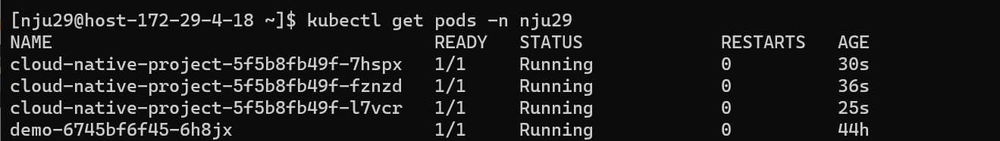 [nju29@host-172-29-4-18 ~]$ kubectl get pods -n nju29
NAME READY STATUS RESTARTS AGE
cloud-native-project-5f5b8fb49f-7hspx 1/1 Running 0 30s
cloud-native-project-5f5b8fb49f-fznzd 1/1 Running 0 36s
cloud-native-project-5f5b8fb49f-l7vcr 1/1 Running 0 25s
demo-6745bf6f45-6h8jx 1/1 Running 0 44h